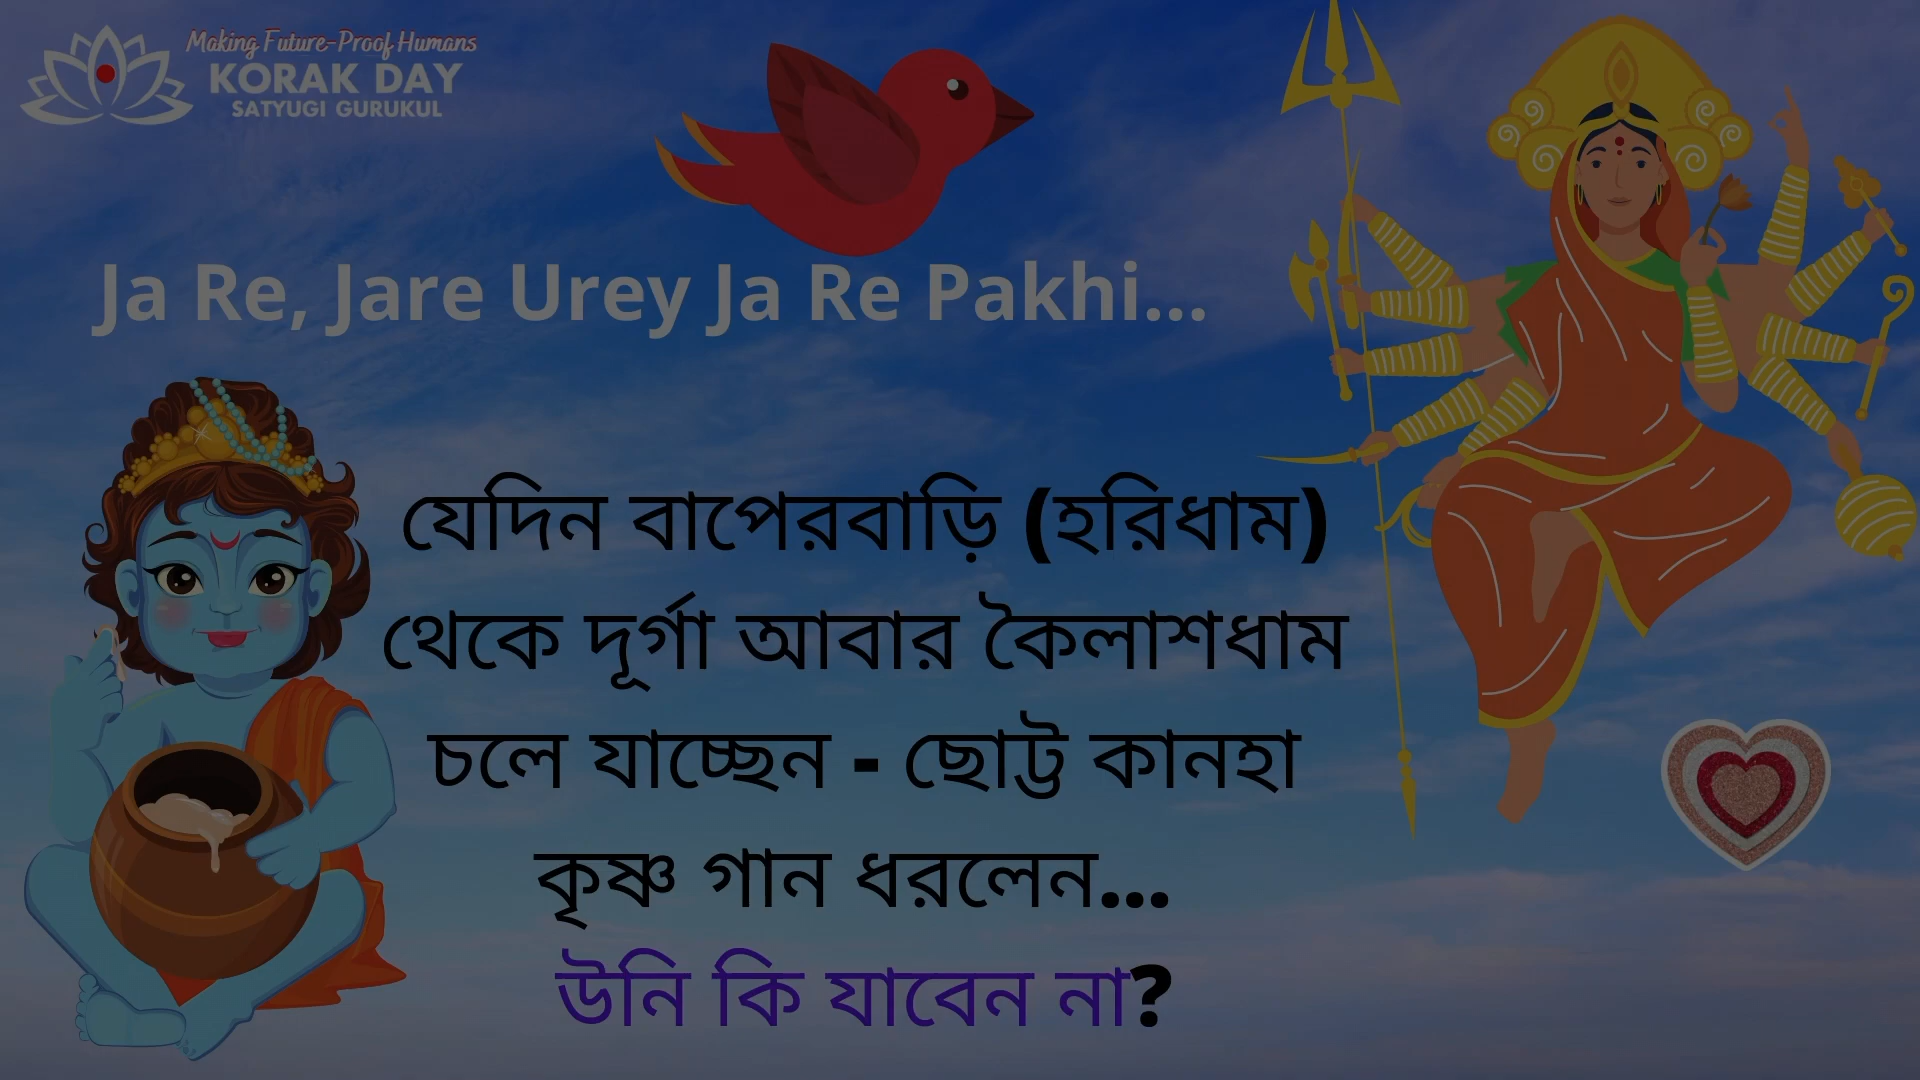 Making Future-Proof Humans
KORAK DAY
SATYUGI GURUKUL
Ja Re, Jare Urey Ja Re Pakhi...
যেদিন বাপেরবাড়ি (হরিধাম)
থেকে দূর্গা আবার কৈলাশধাম
চলে যাচ্ছেন - ছোট্ট কানহা
কৃষ্ণ গান ধরলেন...
উনি কি যাবেন না?